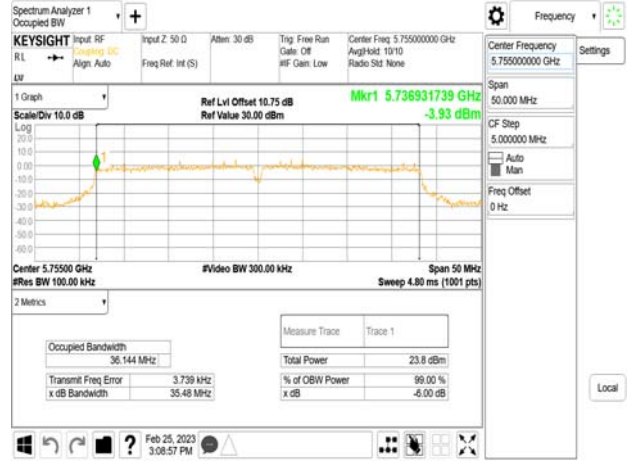 Spectrum Analyzer 1
Occupied BW
+
Frequency
KEYSIGHT
RL
Input: RF
Coupling: DC
Align: Auto
Input Z: 50 Ω
Freq Ref: Int (S)
Atten: 30 dB
Trig: Free Run
Gate: Off
#IF Gain: Low
Center Freq: 5.755000000 GHz
Avg|Hold: 10/10
Radio Std: None
Center Frequency
5.755000000 GHz
Settings
Span
50.000 MHz
CF Step
5.000000 MHz
Auto
Man
Freq Offset
0 Hz
Local
1 Graph
Scale/Div 10.0 dB
Ref Lvl Offset 10.75 dB
Ref Value 30.00 dBm
Mkr1 5.736931739 GHz
-3.93 dBm
Log
20.0
10.0
0.00
-10.0
-20.0
-30.0
-40.0
-50.0
-60.0
1
Center 5.75500 GHz
#Res BW 100.00 kHz
#Video BW 300.00 kHz
Span 50 MHz
Sweep 4.80 ms (1001 pts)
2 Metrics
Measure Trace
Trace 1
Occupied Bandwidth
36.144 MHz
Total Power
23.8 dBm
Transmit Freq Error
3.739 kHz
% of OBW Power
99.00 %
x dB Bandwidth
35.48 MHz
x dB
-6.00 dB
?
Feb 25, 2023
3:08:57 PM